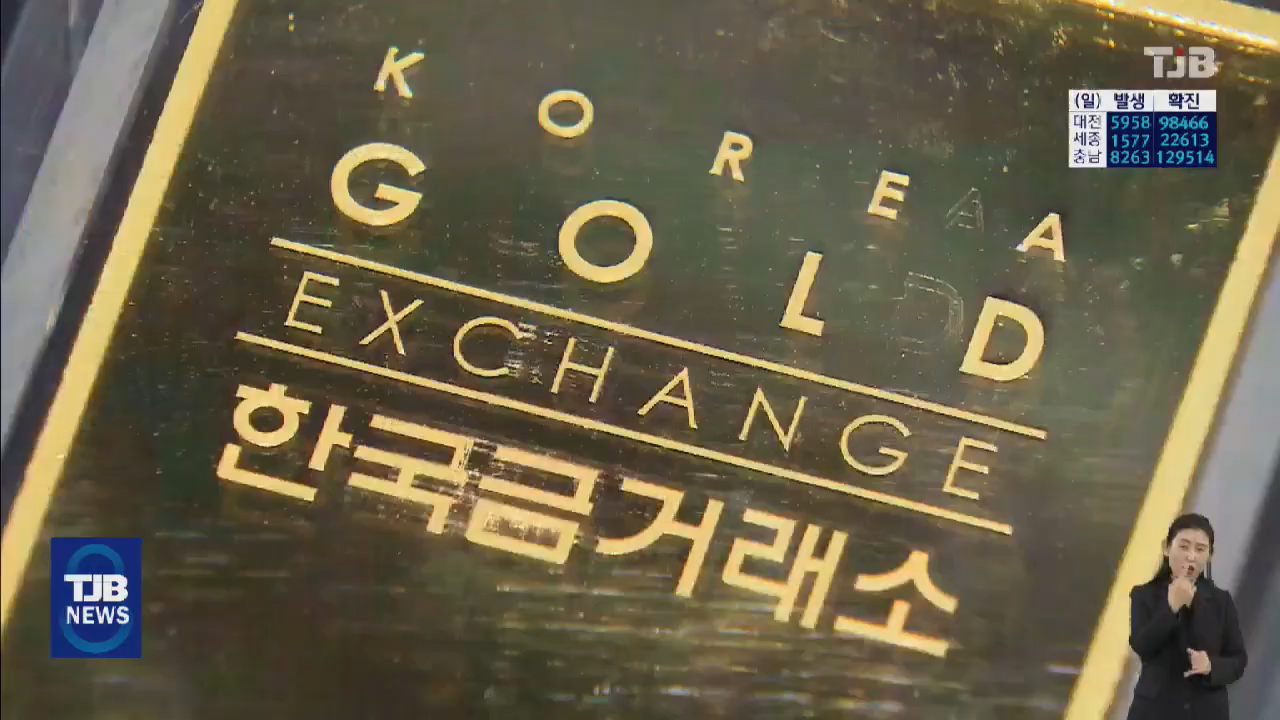 TJB
(일) 발생 확진
대전 5958 98466
세종 1577 22613
충남 8263 129514
KOREA
GOLD
EXCHANGE
한국금거래소
8
TJB
NEWS